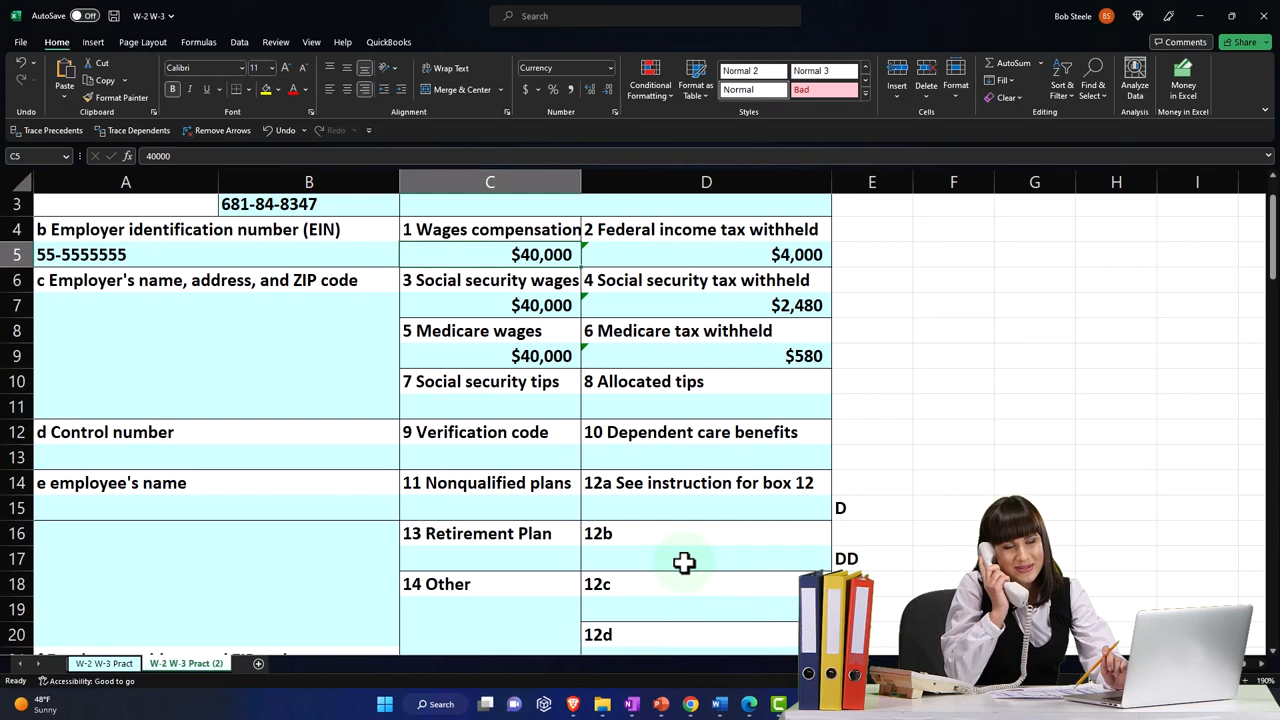 AutoSave Off W-2 W-3 Search Bob Steele BS
File Home Insert Page Layout Formulas Data Review View Help QuickBooks Comments Share
Paste Cut Copy Format Painter Calibri 11 Wrap Text Merge & Center Currency Conditional Formatting Format as Table Normal 2 Normal 3 Normal Bad Insert Delete Format AutoSum Fill Clear Sort & Filter Find & Select Analyze Data Money in Excel
Undo Clipboard Font Alignment Number Styles Cells Editing Analysis Money in Excel
Trace Precedents Trace Dependents Remove Arrows Undo Redo
C5 fx 40000
A B C D E F G H I
3 681-84-8347
4 b Employer identification number (EIN) 1 Wages compensation 2 Federal income tax withheld
5 55-5555555 $40,000 $4,000
6 c Employer's name, address, and ZIP code 3 Social security wages 4 Social security tax withheld
7 $40,000 $2,480
8 5 Medicare wages 6 Medicare tax withheld
9 $40,000 $580
10 7 Social security tips 8 Allocated tips
11
12 d Control number 9 Verification code 10 Dependent care benefits
13
14 e employee's name 11 Nonqualified plans 12a See instruction for box 12
15 D
16 13 Retirement Plan 12b
17 DD
18 14 Other 12c
19
20 12d
W-2 W-3 Pract W-2 W-3 Pract (2)
Ready Accessibility: Good to go 190%
48°F
Sunny
Search